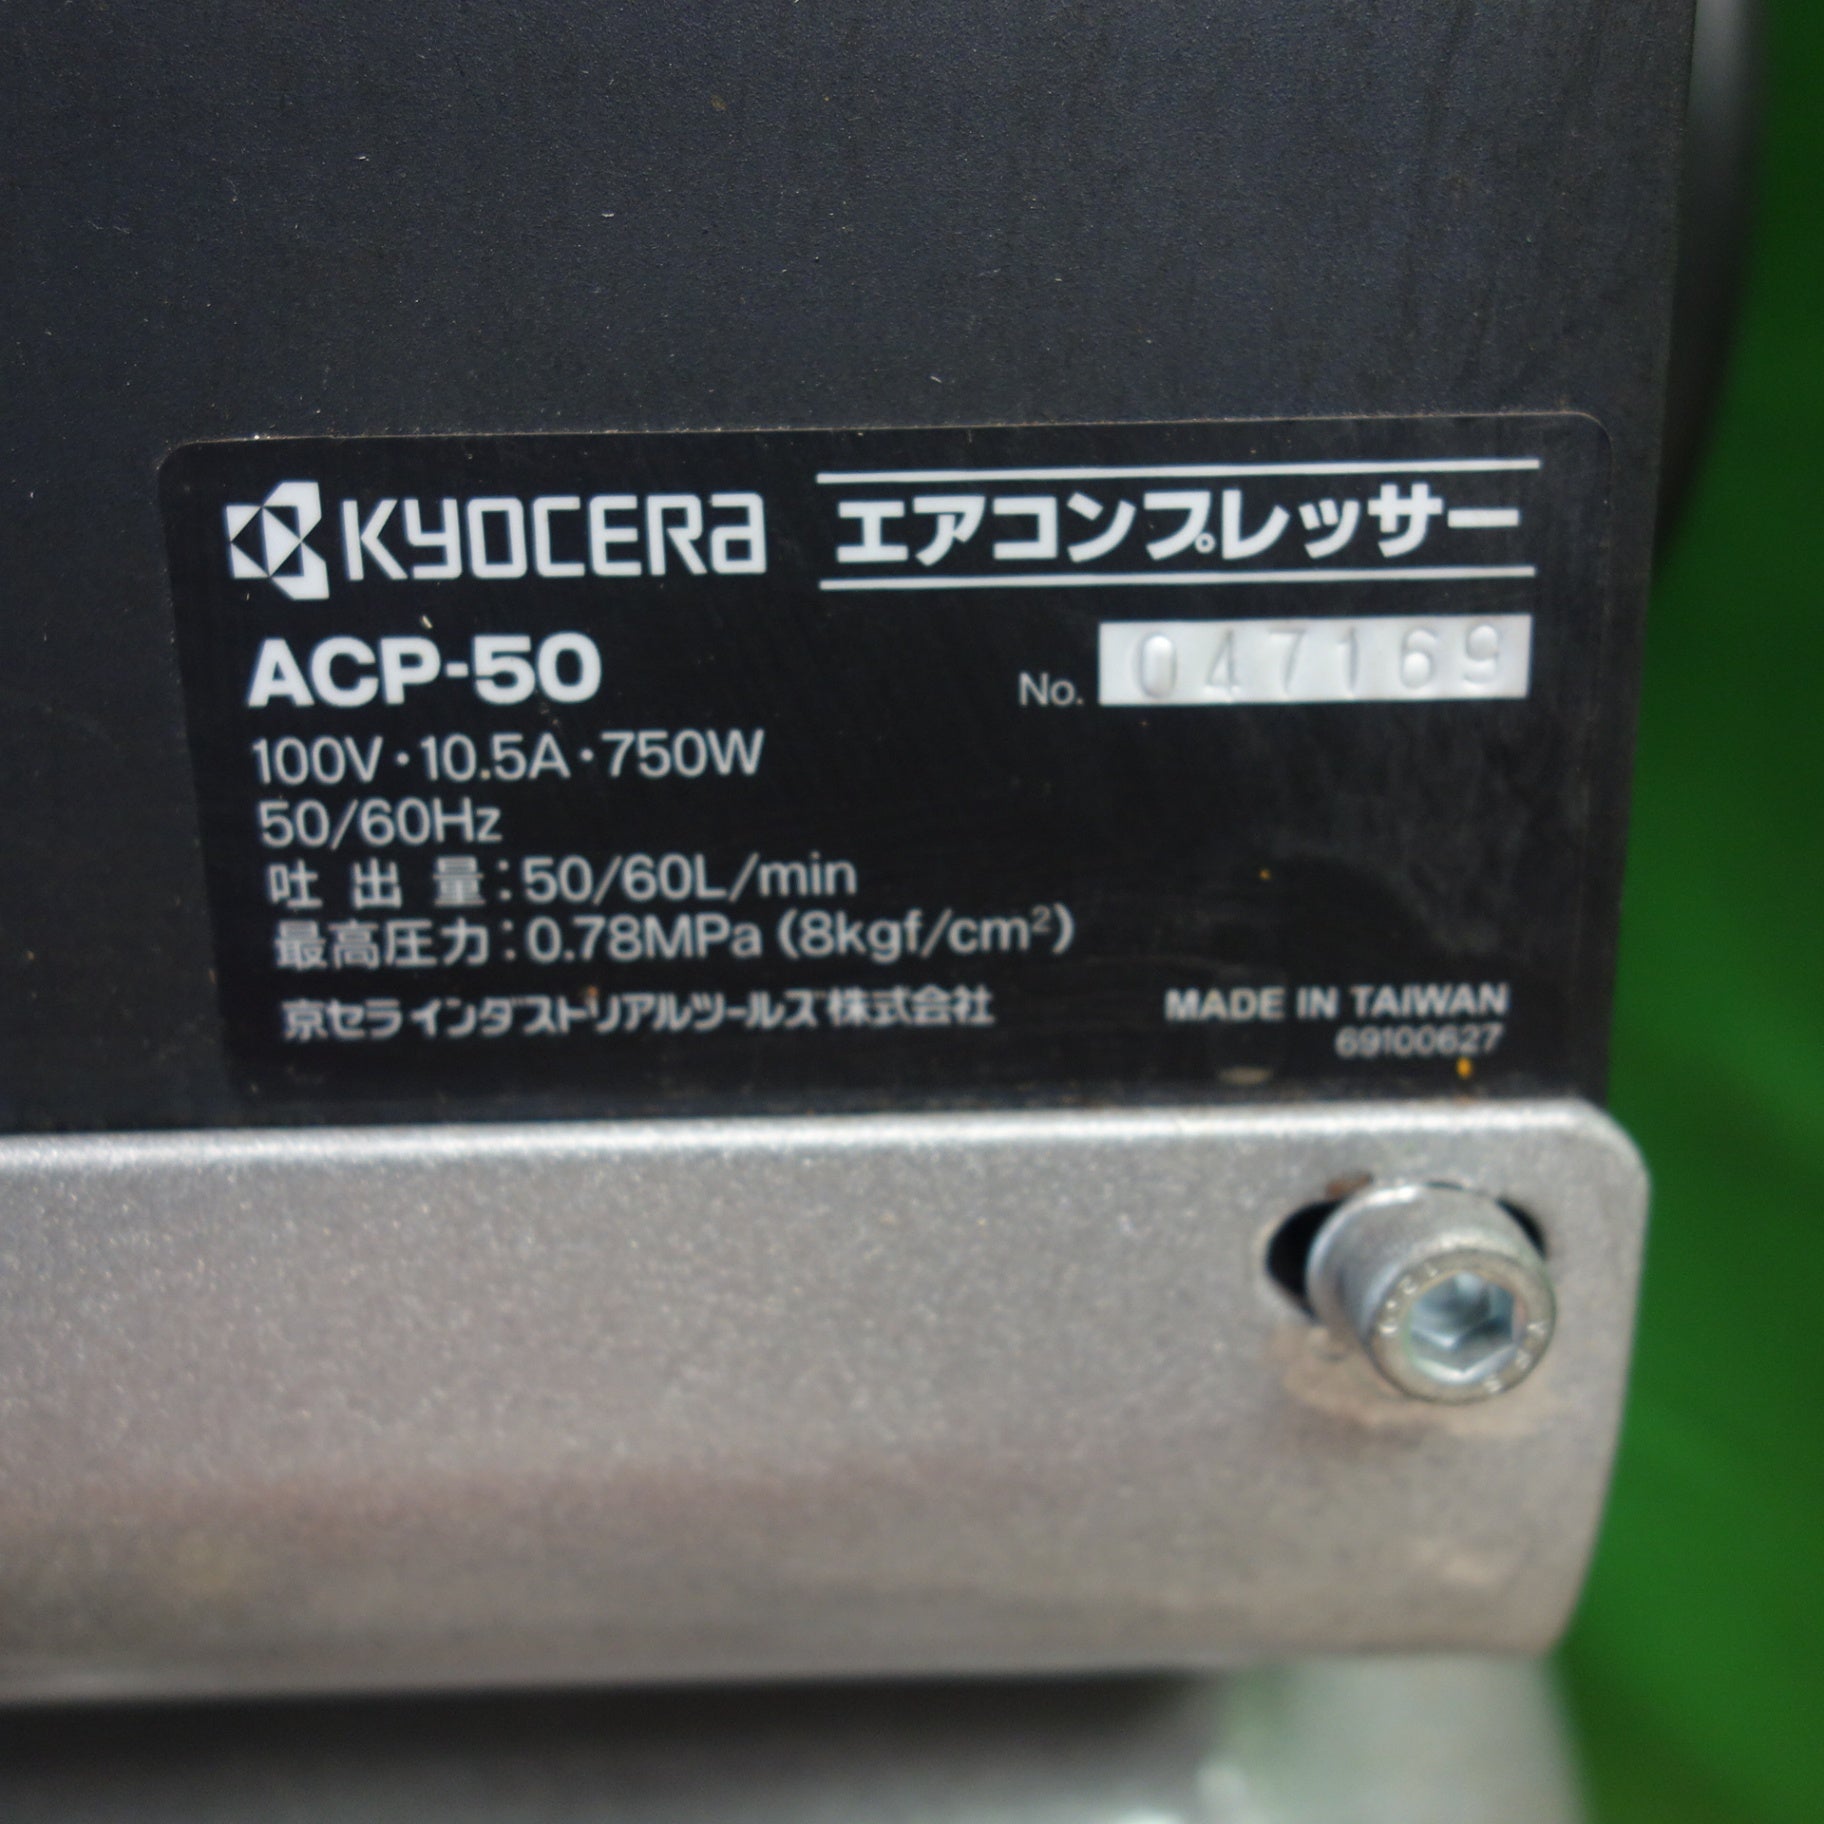 KYOCERA エアコンプレッサー
ACP-50
No. 047169
100V・10.5A・750W
50/60Hz
吐出量:50/60L/min
最高圧力:0.78MPa (8kgf/cm²)
京セラインダストリアルツールズ株式会社
MADE IN TAIWAN
69100627